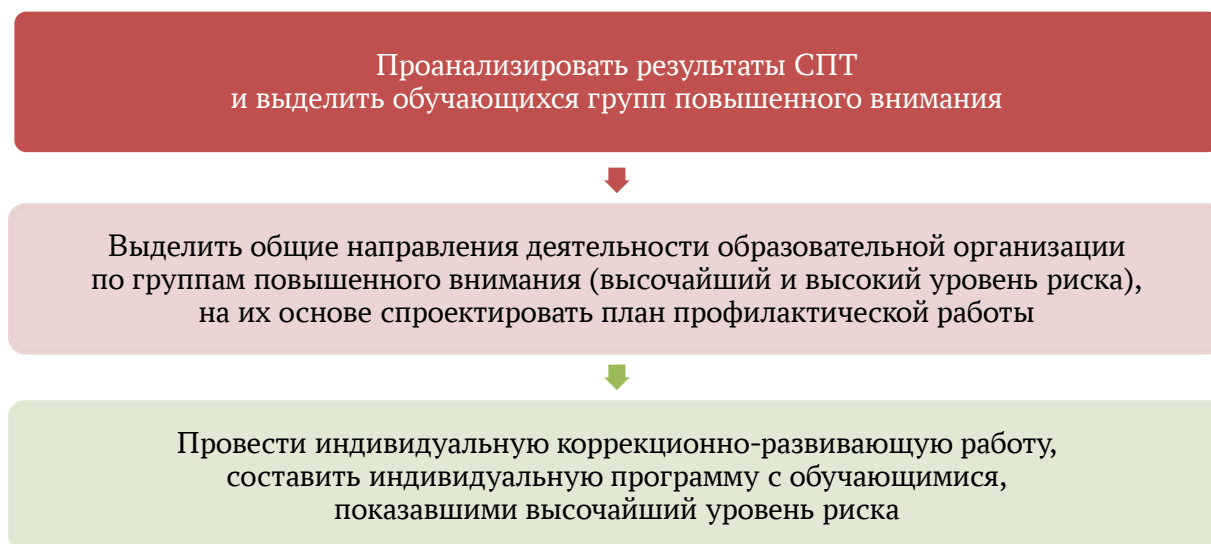 Проанализировать результаты СПТ
и выделить обучающихся групп повышенного внимания
Выделить общие направления деятельности образовательной организации
по группам повышенного внимания (высочайший и высокий уровень риска),
на их основе спроектировать план профилактической работы
Провести индивидуальную коррекционно-развивающую работу,
составить индивидуальную программу с обучающимися,
показавшими высочайший уровень риска